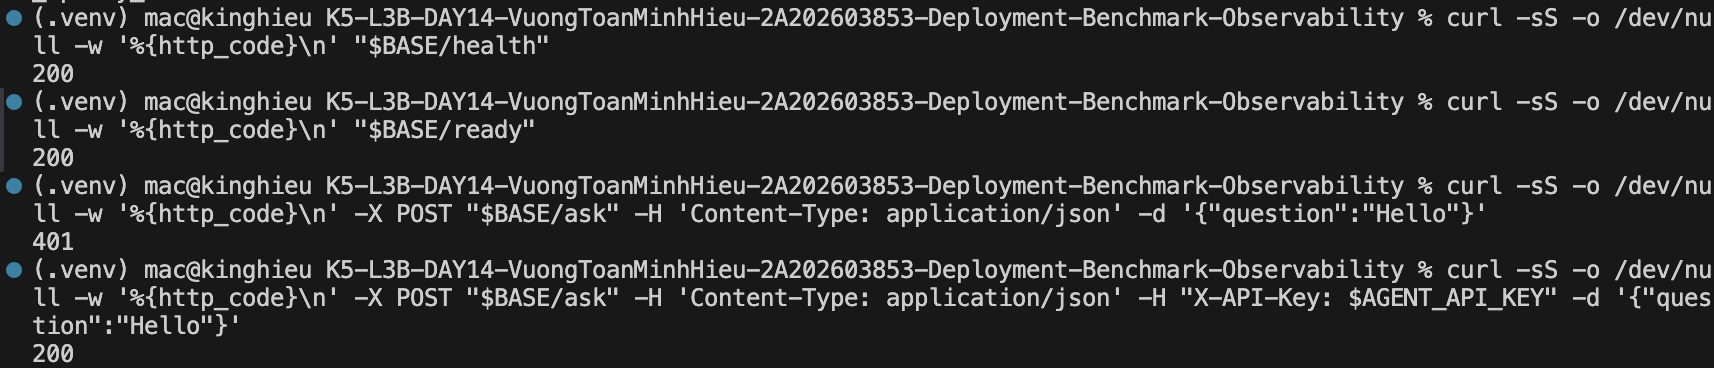 (.venv) mac@kinghieu K5-L3B-DAY14-VuongToanMinhHieu-2A202603853-Deployment-Benchmark-Observability % curl -sS -o /dev/nu
ll -w '%{http_code}\n' "$BASE/health"
200
(.venv) mac@kinghieu K5-L3B-DAY14-VuongToanMinhHieu-2A202603853-Deployment-Benchmark-Observability % curl -sS -o /dev/nu
ll -w '%{http_code}\n' "$BASE/ready"
200
(.venv) mac@kinghieu K5-L3B-DAY14-VuongToanMinhHieu-2A202603853-Deployment-Benchmark-Observability % curl -sS -o /dev/nu
ll -w '%{http_code}\n' -X POST "$BASE/ask" -H 'Content-Type: application/json' -d '{"question":"Hello"}'
401
(.venv) mac@kinghieu K5-L3B-DAY14-VuongToanMinhHieu-2A202603853-Deployment-Benchmark-Observability % curl -sS -o /dev/nu
ll -w '%{http_code}\n' -X POST "$BASE/ask" -H 'Content-Type: application/json' -H "X-API-Key: $AGENT_API_KEY" -d '{"ques
tion":"Hello"}'
200